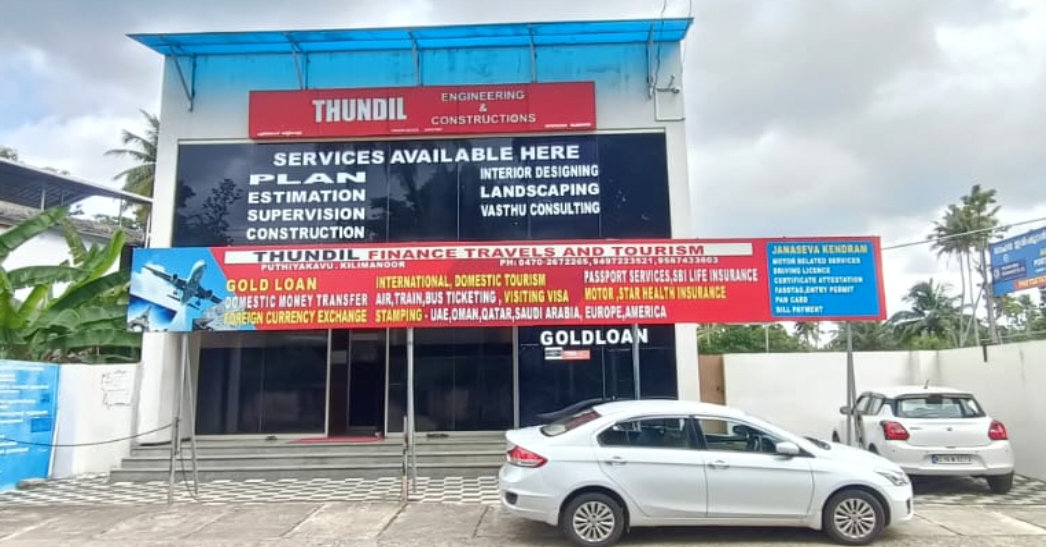 THUNDIL
ENGINEERING
&
CONSTRUCTIONS
SERVICES AVAILABLE HERE
PLAN
ESTIMATION
SUPERVISION
CONSTRUCTION
INTERIOR DESIGNING
LANDSCAPING
VASTHU CONSULTING
THUNDIL FINANCE TRAVELS AND TOURISM
PUTHIYAKAVU. KILIMANOOR
PH: 0470-2672265,9497223521,9567433803
GOLD LOAN
DOMESTIC MONEY TRANSFER
FOREIGN CURRENCY EXCHANGE
INTERNATIONAL, DOMESTIC TOURISM
AIR,TRAIN,BUS TICKETING , VISITING VISA
STAMPING - UAE,OMAN,QATAR,SAUDI ARABIA, EUROPE,AMERICA
PASSPORT SERVICES,SBI LIFE INSURANCE
MOTOR ,STAR HEALTH INSURANCE
JANASEVA KENDRAM
MOTOR RELATED SERVICES
DRIVING LICENCE
CERTIFICATE ATTESTATION
FASSTAG,ENTRY PERMIT
PAN CARD
BILL PAYMENT
GOLDLOAN